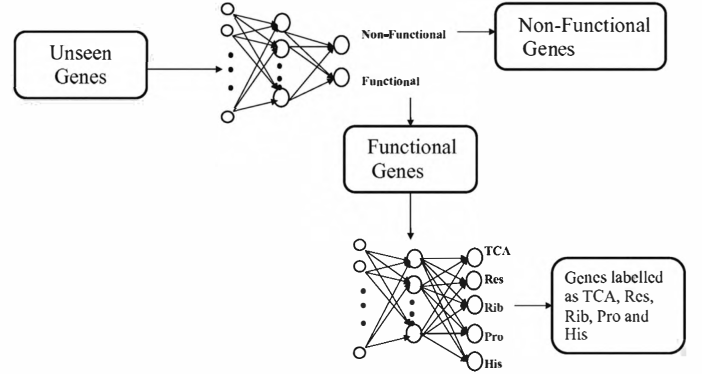 Unseen
Genes
Non-Functional
Functional
Non-Functional
Genes
Functional
Genes
TCA
Res
Rib
Pro
His
Genes labelled
as TCA, Res,
Rib, Pro and
His